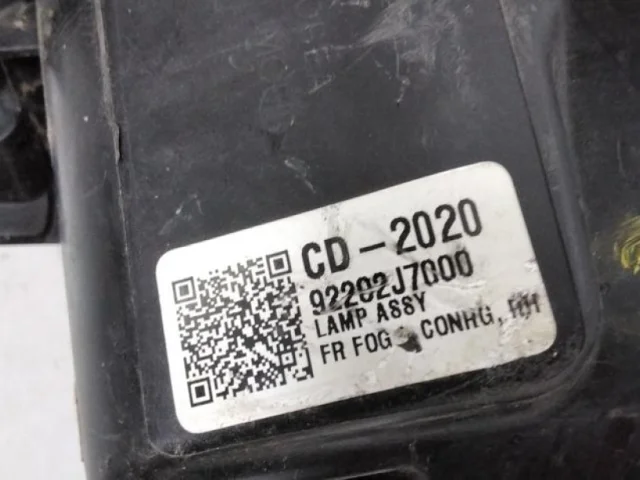 CD-2020
92202J7000
LAMP ASSY
FR FOG - CONHG, RH